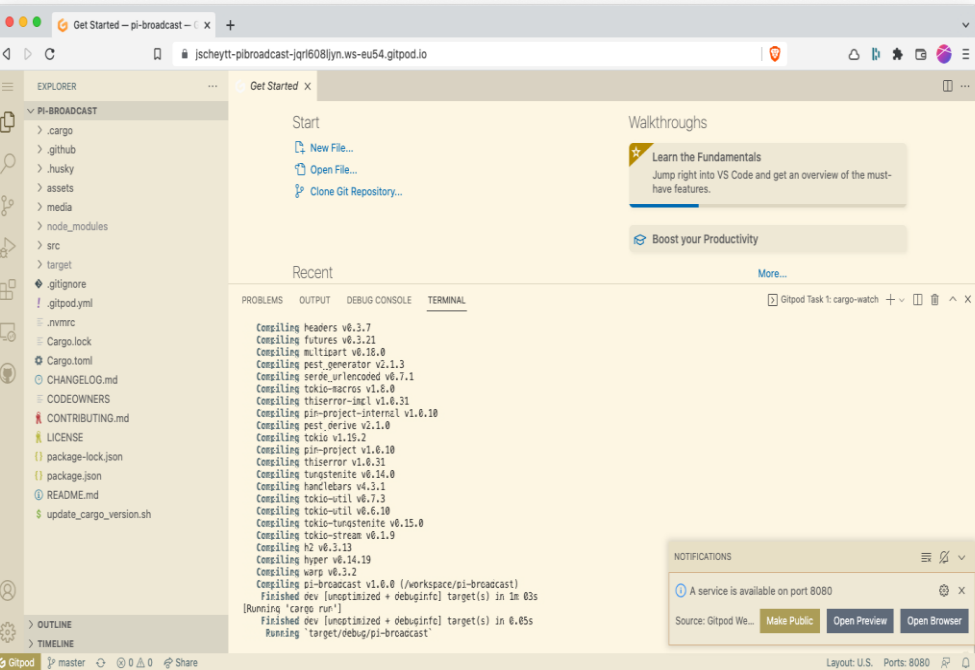 Get Started — pi-broadcast —
jscheytt-pibroadcast-jqrl608ljyn.ws-eu54.gitpod.io
EXPLORER
PI-BROADCAST
.cargo
.github
.husky
assets
media
node_modules
src
target
.gitignore
.gitpod.yml
.nvmrc
Cargo.lock
Cargo.toml
CHANGELOG.md
CODEOWNERS
CONTRIBUTING.md
LICENSE
package-lock.json
package.json
README.md
update_cargo_version.sh
OUTLINE
TIMELINE
Get Started
Start
New File...
Open File...
Clone Git Repository...
Recent
Walkthroughs
Learn the Fundamentals
Jump right into VS Code and get an overview of the must-
have features.
Boost your Productivity
More...
PROBLEMS OUTPUT DEBUG CONSOLE TERMINAL
Gitpod Task 1: cargo-watch
Compiling headers v0.3.7
Compiling futures v0.3.21
Compiling multipart v0.18.0
Compiling pest_generator v2.1.3
Compiling serde_urlencoded v0.7.1
Compiling tokio-macros v1.8.0
Compiling thiserror-impl v1.0.31
Compiling pin-project-internal v1.0.10
Compiling pest_derive v2.1.0
Compiling tokio v1.19.2
Compiling pin-project v1.0.10
Compiling thiserror v1.0.31
Compiling tungstenite v0.14.0
Compiling handlebars v4.3.1
Compiling tokio-util v0.7.3
Compiling tokio-util v0.6.10
Compiling tokio-tungstenite v0.15.0
Compiling tokio-stream v0.1.9
Compiling h2 v0.3.13
Compiling hyper v0.14.19
Compiling warp v0.3.2
Compiling pi-broadcast v1.0.0 (/workspace/pi-broadcast)
Finished dev [unoptimized + debuginfo] target(s) in 1m 03s
[Running 'cargo run']
Finished dev [unoptimized + debuginfo] target(s) in 0.05s
Running `target/debug/pi-broadcast`
NOTIFICATIONS
A service is available on port 8080
Source: Gitpod We... Make Public Open Preview Open Browser
Gitpod master 0 0 Share Layout: U.S. Ports: 8080